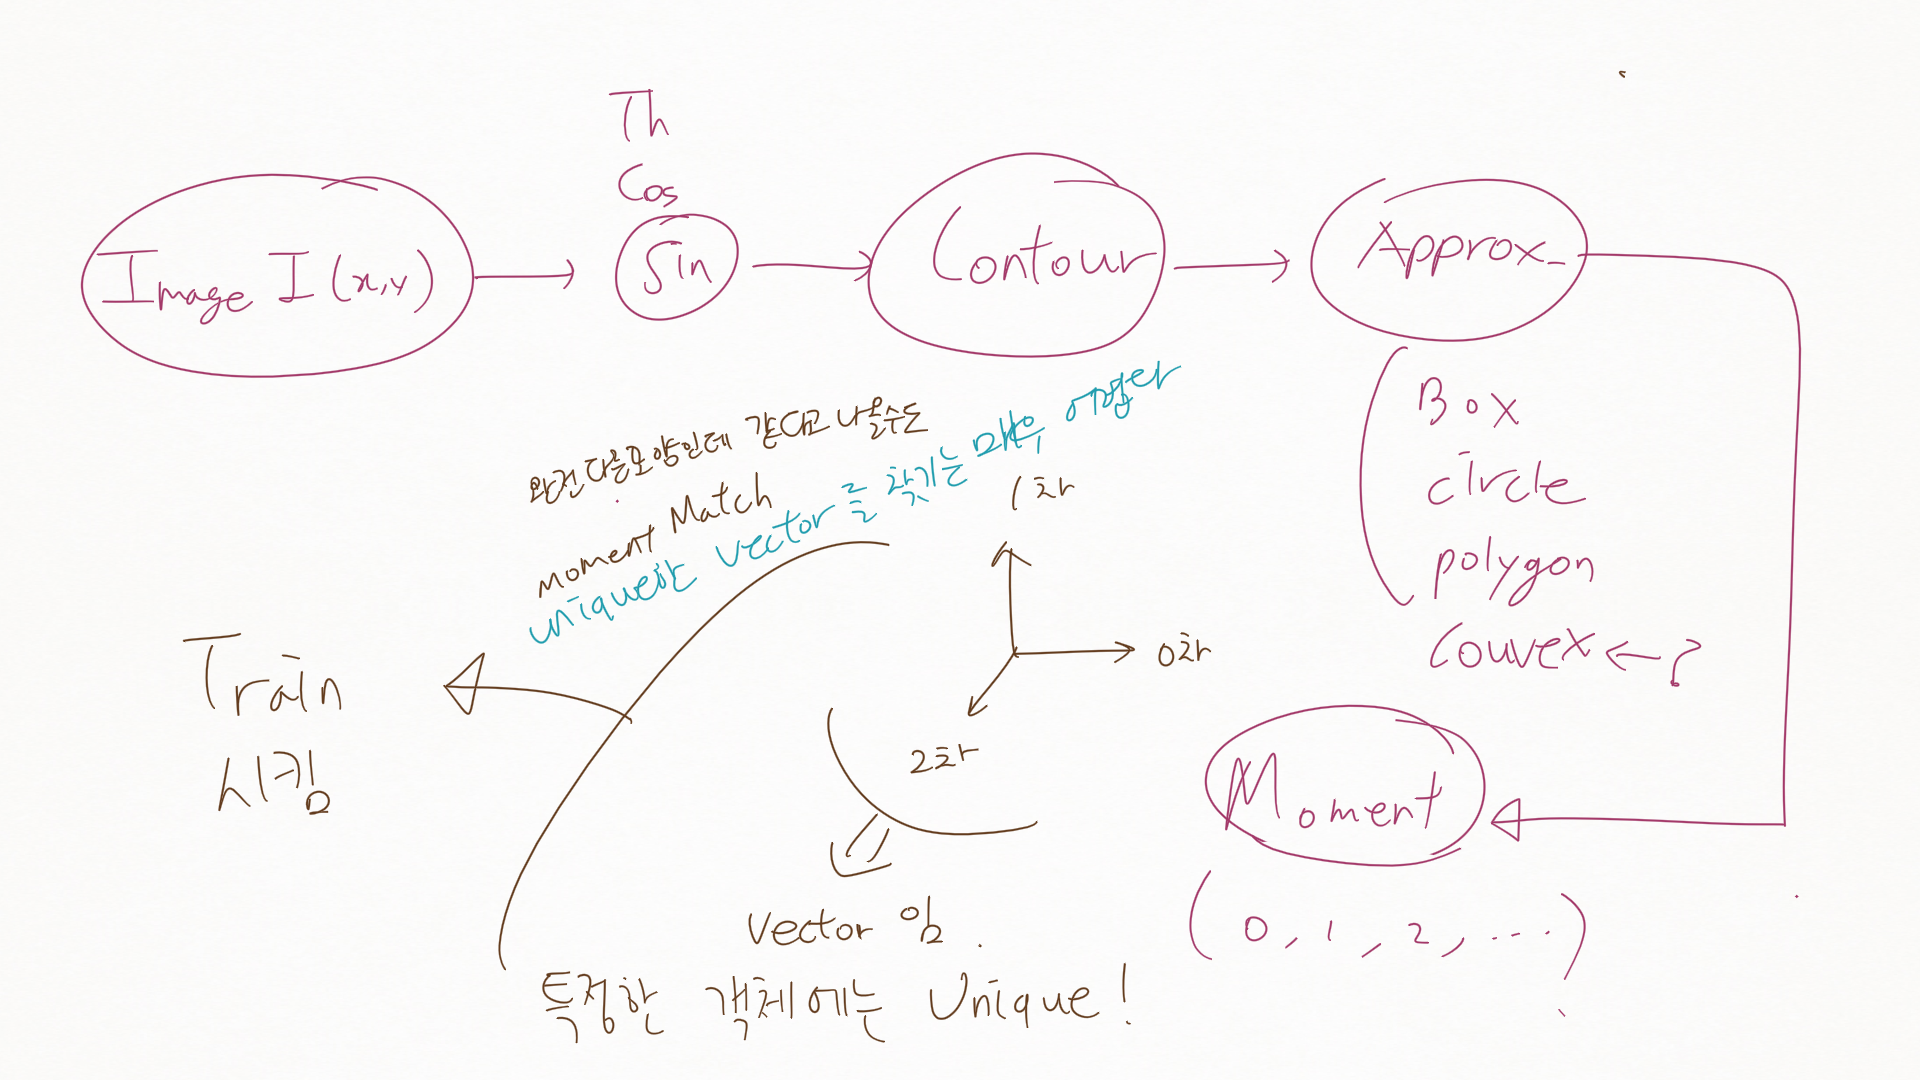 Th
Cos
Sin
Image I (x,y)
Contour
Approx.
Box
circle
polygon
Convex ← ?
Moment
( 0 , 1 , 2 , ... )
완전다른모양인데 같다고 나올수도
moment Match
unique한 vector를 찾기는 매우 어렵다
1차
0차
2차
vector 임.
특정한 객체에는 Unique!
Train
시킴